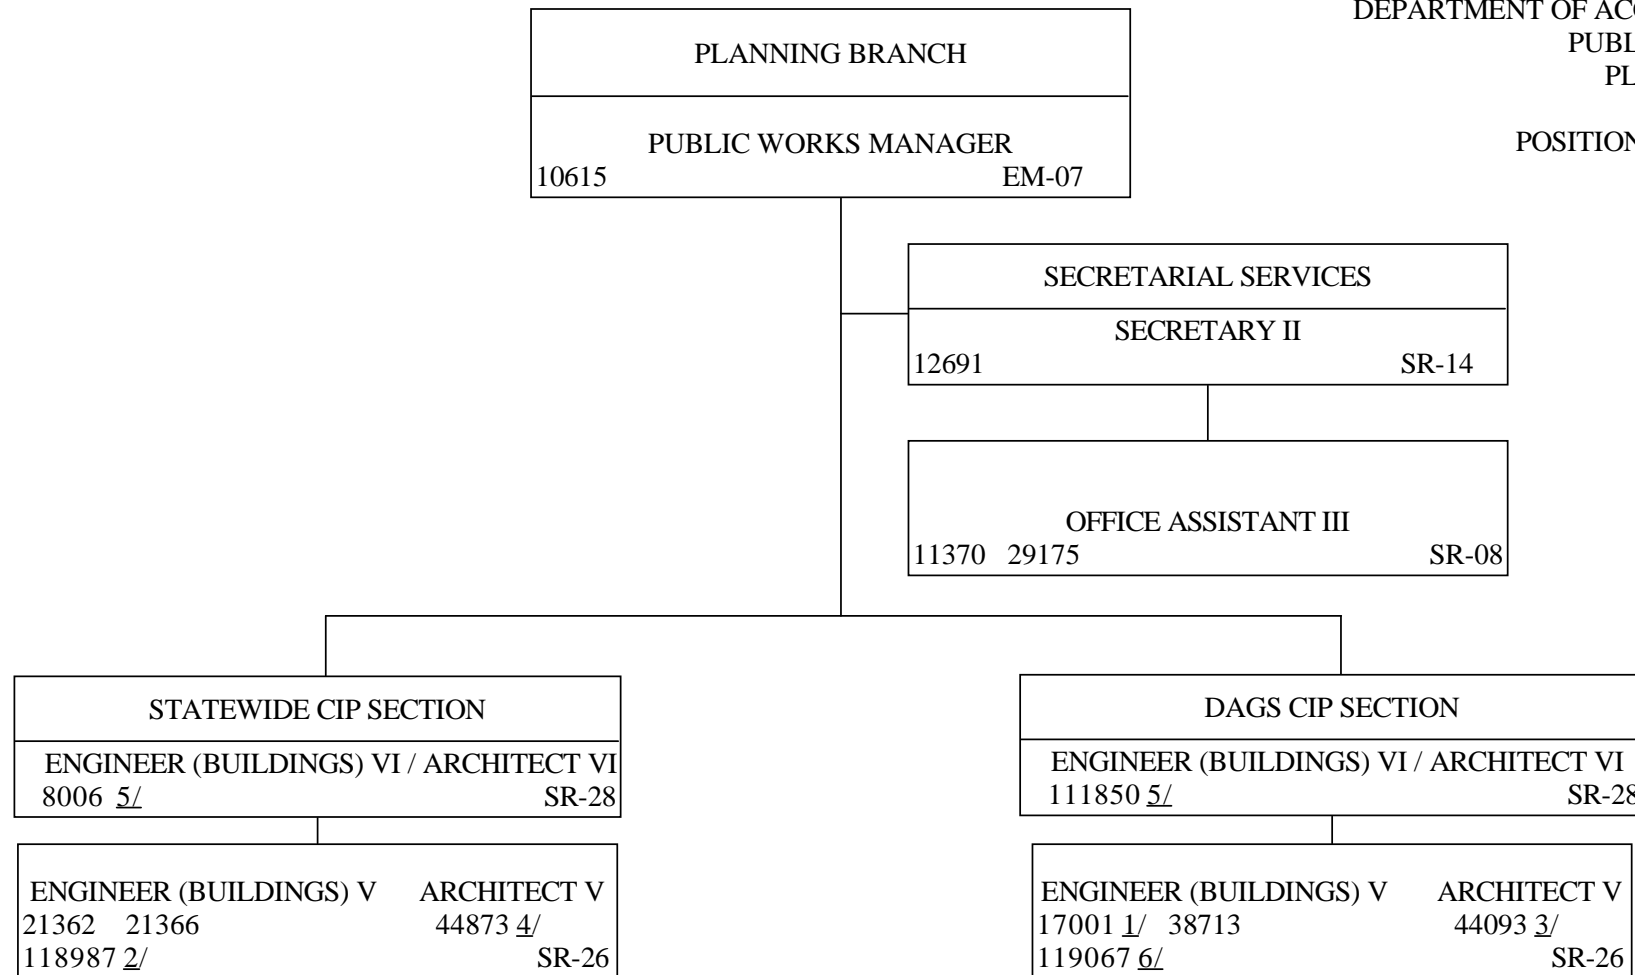 DEPARTMENT OF
PLANNING BRANCH
PUBLIC WORKS MANAGER
10615 EM-07
POSITION
SECRETARIAL SERVICES
SECRETARY II
12691 SR-14
OFFICE ASSISTANT III
11370 29175 SR-08
STATEWIDE CIP SECTION
ENGINEER (BUILDINGS) VI / ARCHITECT VI
8006 5/ SR-28
ENGINEER (BUILDINGS) V ARCHITECT V
21362 21366 44873 4/
118987 2/ SR-26
DAGS CIP SECTION
ENGINEER (BUILDINGS) VI / ARCHITECT VI
111850 5/ SR-28
ENGINEER (BUILDINGS) V ARCHITECT V
17001 1/ 38713 44093 3/
119067 6/ SR-26